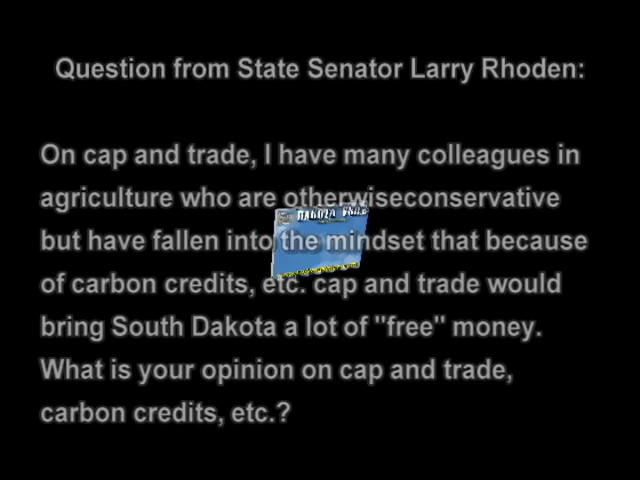 Question from State Senator Larry Rhoden:
On cap and trade, I have many colleagues in
agriculture who are otherwiseconservative
but have fallen into the mindset that because
of carbon credits, etc. cap and trade would
bring South Dakota a lot of "free" money.
What is your opinion on cap and trade,
carbon credits, etc.?